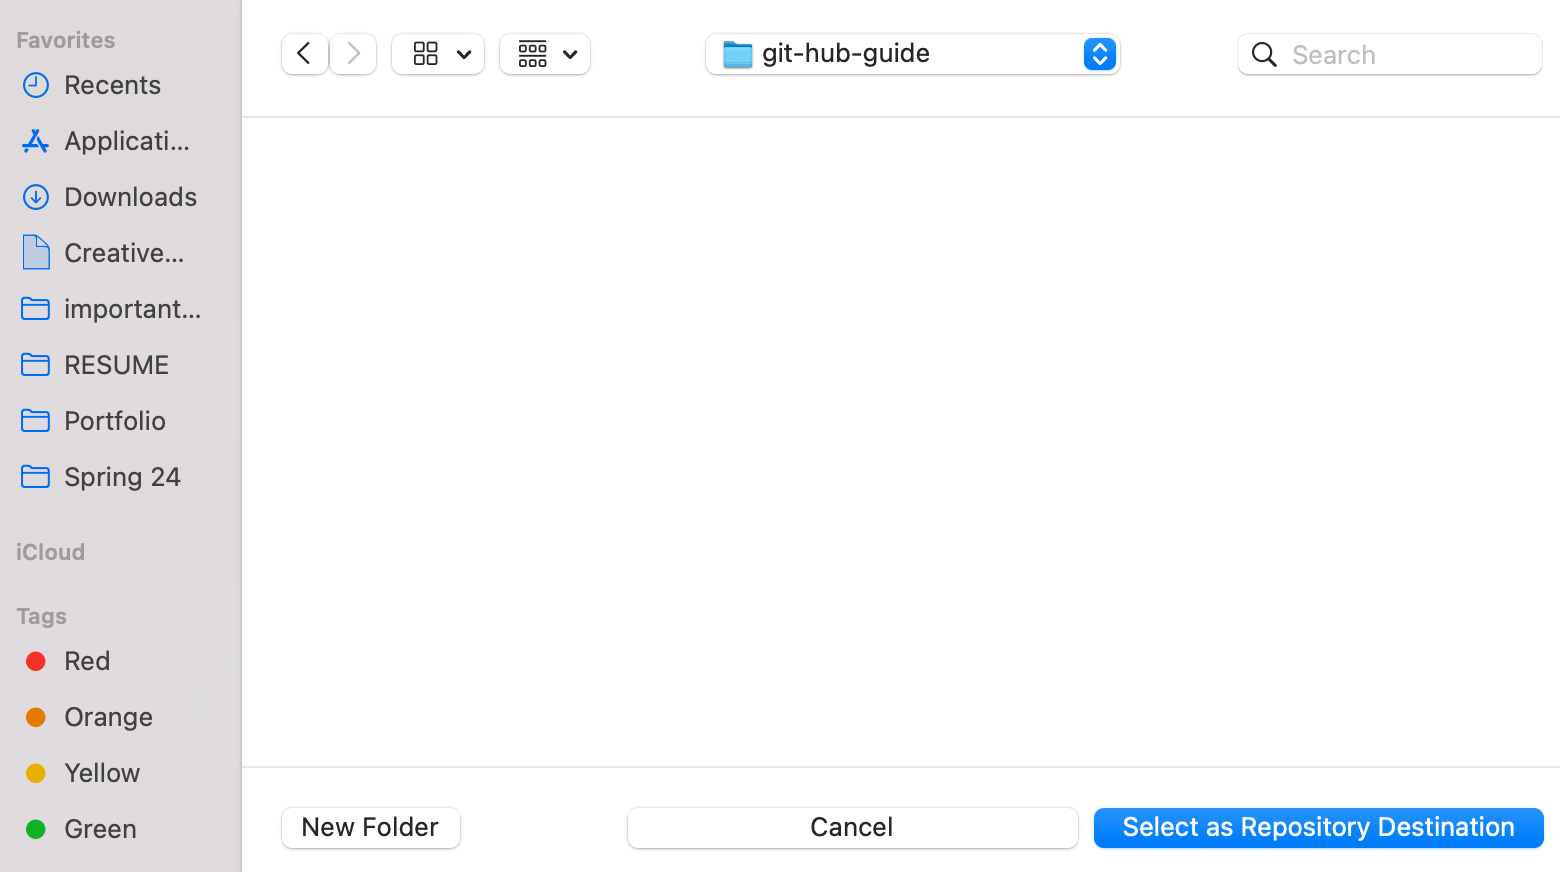 Favorites
Recents
Applicati...
Downloads
Creative...
important...
RESUME
Portfolio
Spring 24
iCloud
Tags
Red
Orange
Yellow
Green
git-hub-guide
Search
New Folder
Cancel
Select as Repository Destination